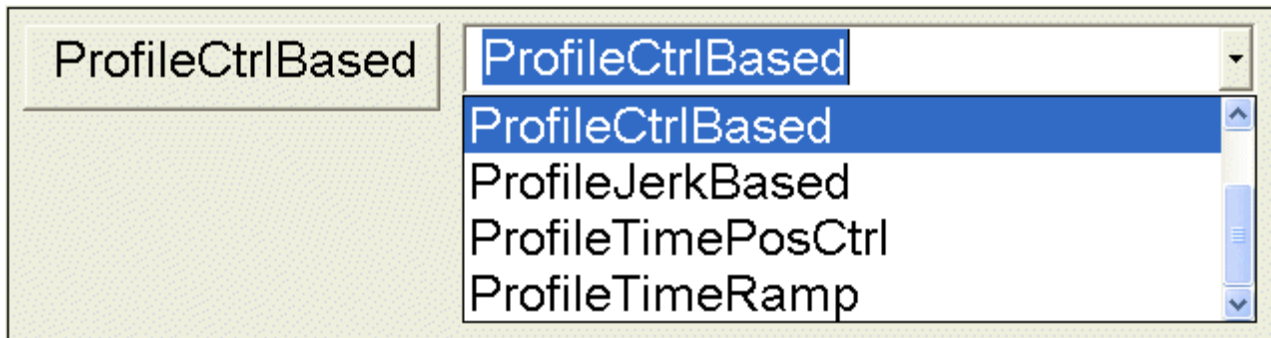 ProfileCtrlBased
ProfileCtrlBased
ProfileCtrlBased
ProfileJerkBased
ProfileTimePosCtrl
ProfileTimeRamp